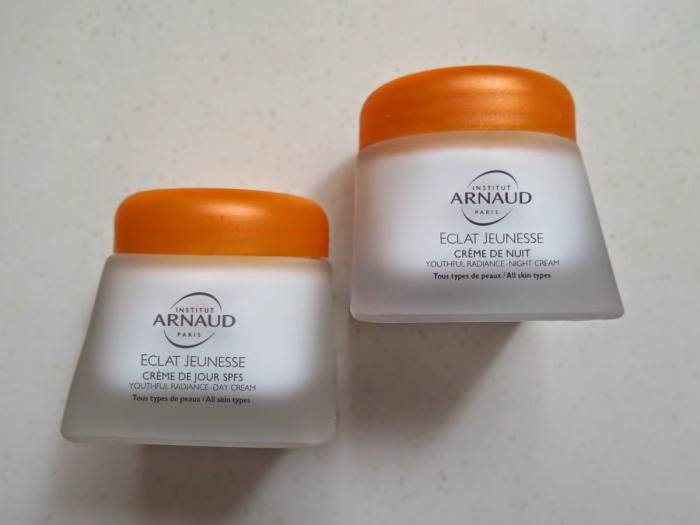 INSTITUT
ARNAUD
PARIS
ECLAT JEUNESSE
CRÈME DE JOUR SPF5
YOUTHFUL RADIANCE-DAY CREAM
Tous types de peaux / All skin types
INSTITUT
ARNAUD
PARIS
ECLAT JEUNESSE
CRÈME DE NUIT
YOUTHFUL RADIANCE-NIGHT CREAM
Tous types de peaux / All skin types